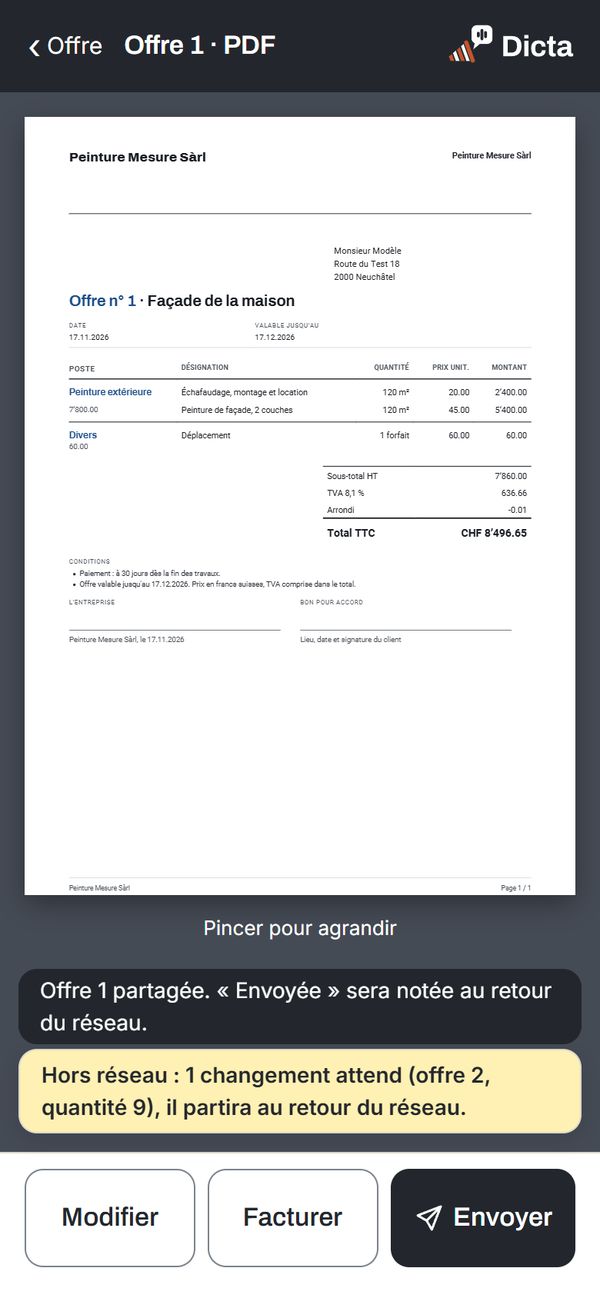 ‹ Offre Offre 1 · PDF Dicta
Peinture Mesure Sàrl Peinture Mesure Sàrl
Monsieur Modèle
Route du Test 18
2000 Neuchâtel
Offre n° 1 · Façade de la maison
DATE VALABLE JUSQU'AU
17.11.2026 17.12.2026
POSTE DÉSIGNATION QUANTITÉ PRIX UNIT. MONTANT
Peinture extérieure Échafaudage, montage et location 120 m² 20.00 2'400.00
7'800.00 Peinture de façade, 2 couches 120 m² 45.00 5'400.00
Divers Déplacement 1 forfait 60.00 60.00
60.00
Sous-total HT 7'860.00
TVA 8,1 % 636.66
Arrondi -0.01
Total TTC CHF 8'496.65
CONDITIONS
• Paiement : à 30 jours dès la fin des travaux.
• Offre valable jusqu'au 17.12.2026. Prix en francs suisses, TVA comprise dans le total.
L'ENTREPRISE BON POUR ACCORD
Peinture Mesure Sàrl, le 17.11.2026 Lieu, date et signature du client
Peinture Mesure Sàrl Page 1 / 1
Pincer pour agrandir
Offre 1 partagée. « Envoyée » sera notée au retour
du réseau.
Hors réseau : 1 changement attend (offre 2,
quantité 9), il partira au retour du réseau.
Modifier Facturer Envoyer